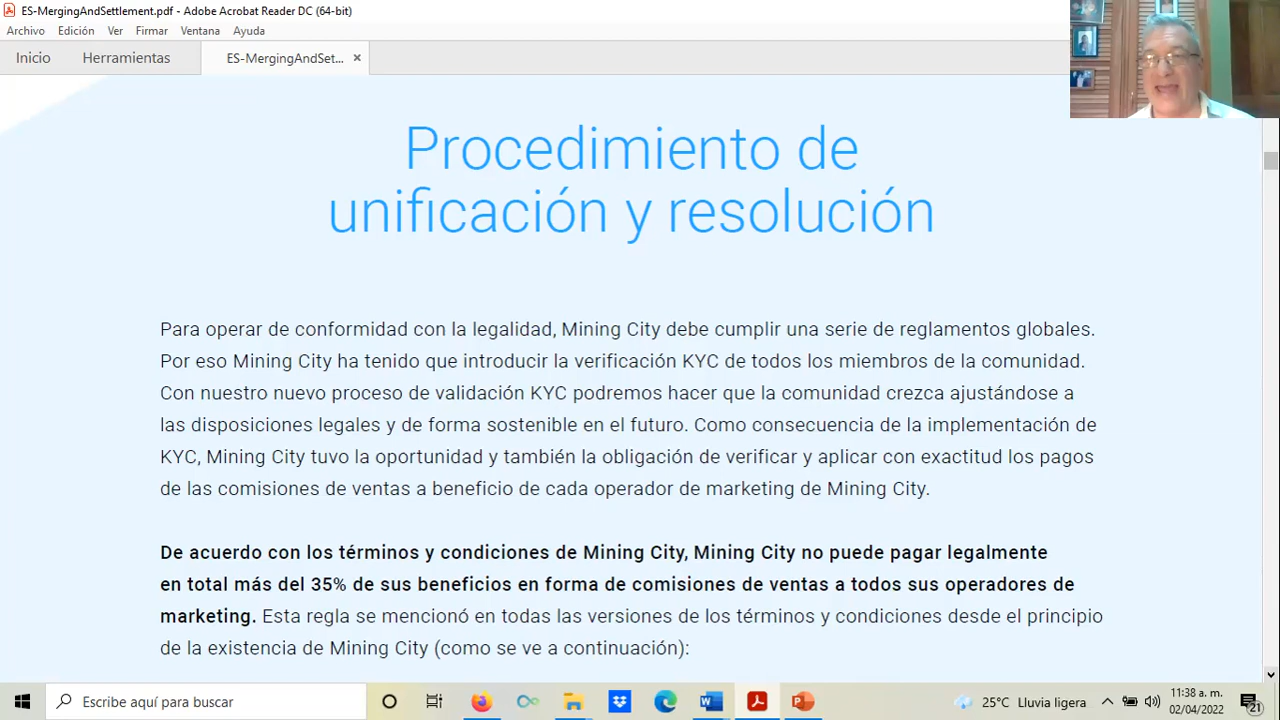 ES-MergingAndSettlement.pdf - Adobe Acrobat Reader DC (64-bit)
Archivo Edición Ver Firmar Ventana Ayuda
Inicio Herramientas ES-MergingAndSet... ×
Procedimiento de
unificación y resolución
Para operar de conformidad con la legalidad, Mining City debe cumplir una serie de reglamentos globales.
Por eso Mining City ha tenido que introducir la verificación KYC de todos los miembros de la comunidad.
Con nuestro nuevo proceso de validación KYC podremos hacer que la comunidad crezca ajustándose a
las disposiciones legales y de forma sostenible en el futuro. Como consecuencia de la implementación de
KYC, Mining City tuvo la oportunidad y también la obligación de verificar y aplicar con exactitud los pagos
de las comisiones de ventas a beneficio de cada operador de marketing de Mining City.
De acuerdo con los términos y condiciones de Mining City, Mining City no puede pagar legalmente
en total más del 35% de sus beneficios en forma de comisiones de ventas a todos sus operadores de
marketing. Esta regla se mencionó en todas las versiones de los términos y condiciones desde el principio
de la existencia de Mining City (como se ve a continuación):
Escribe aquí para buscar
25°C Lluvia ligera
11:38 a. m.
02/04/2022
21